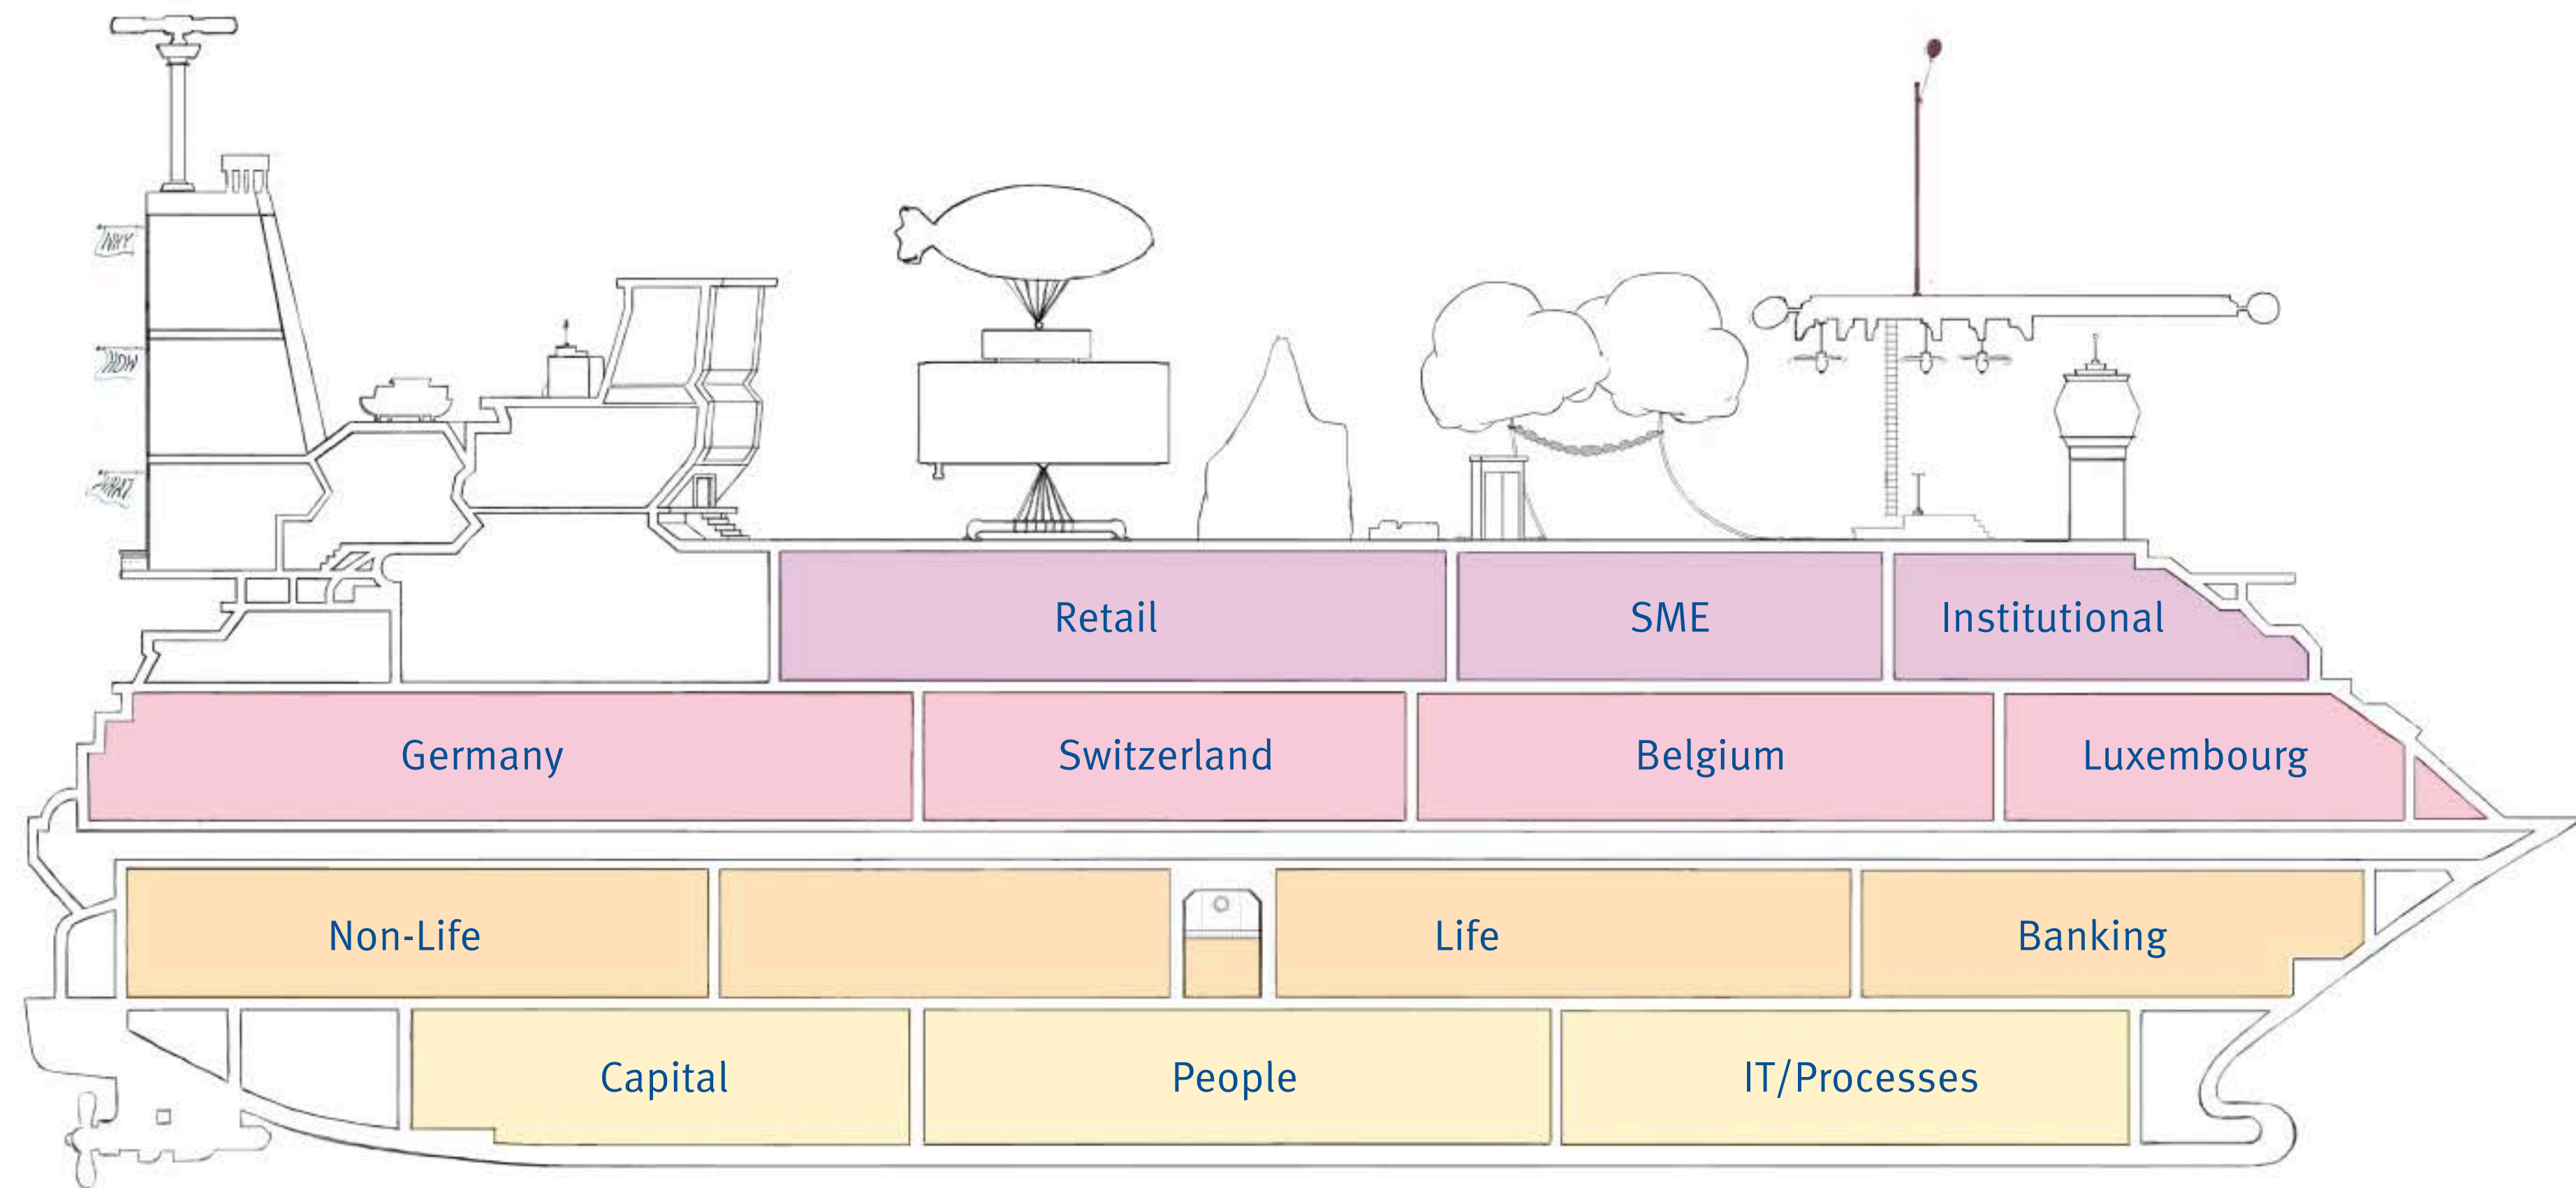 Retail SME Institutional
Germany Switzerland Belgium Luxembourg
Non-Life Life Banking
Capital People IT/Processes